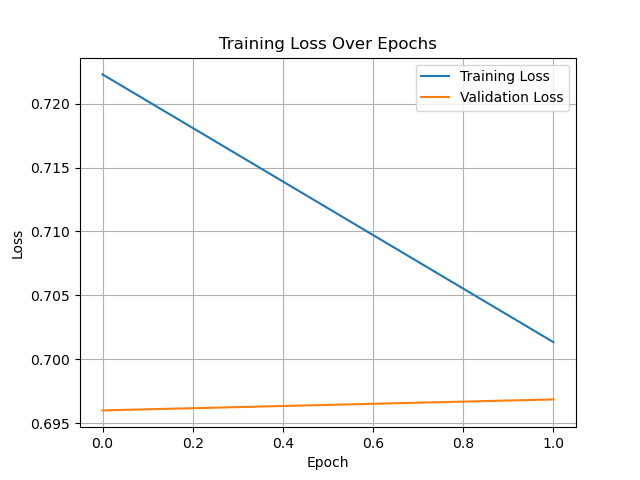 Training Loss Over Epochs
Training Loss
Validation Loss
0.720
0.715
0.710
0.705
0.700
0.695
Loss
0.0 0.2 0.4 0.6 0.8 1.0
Epoch